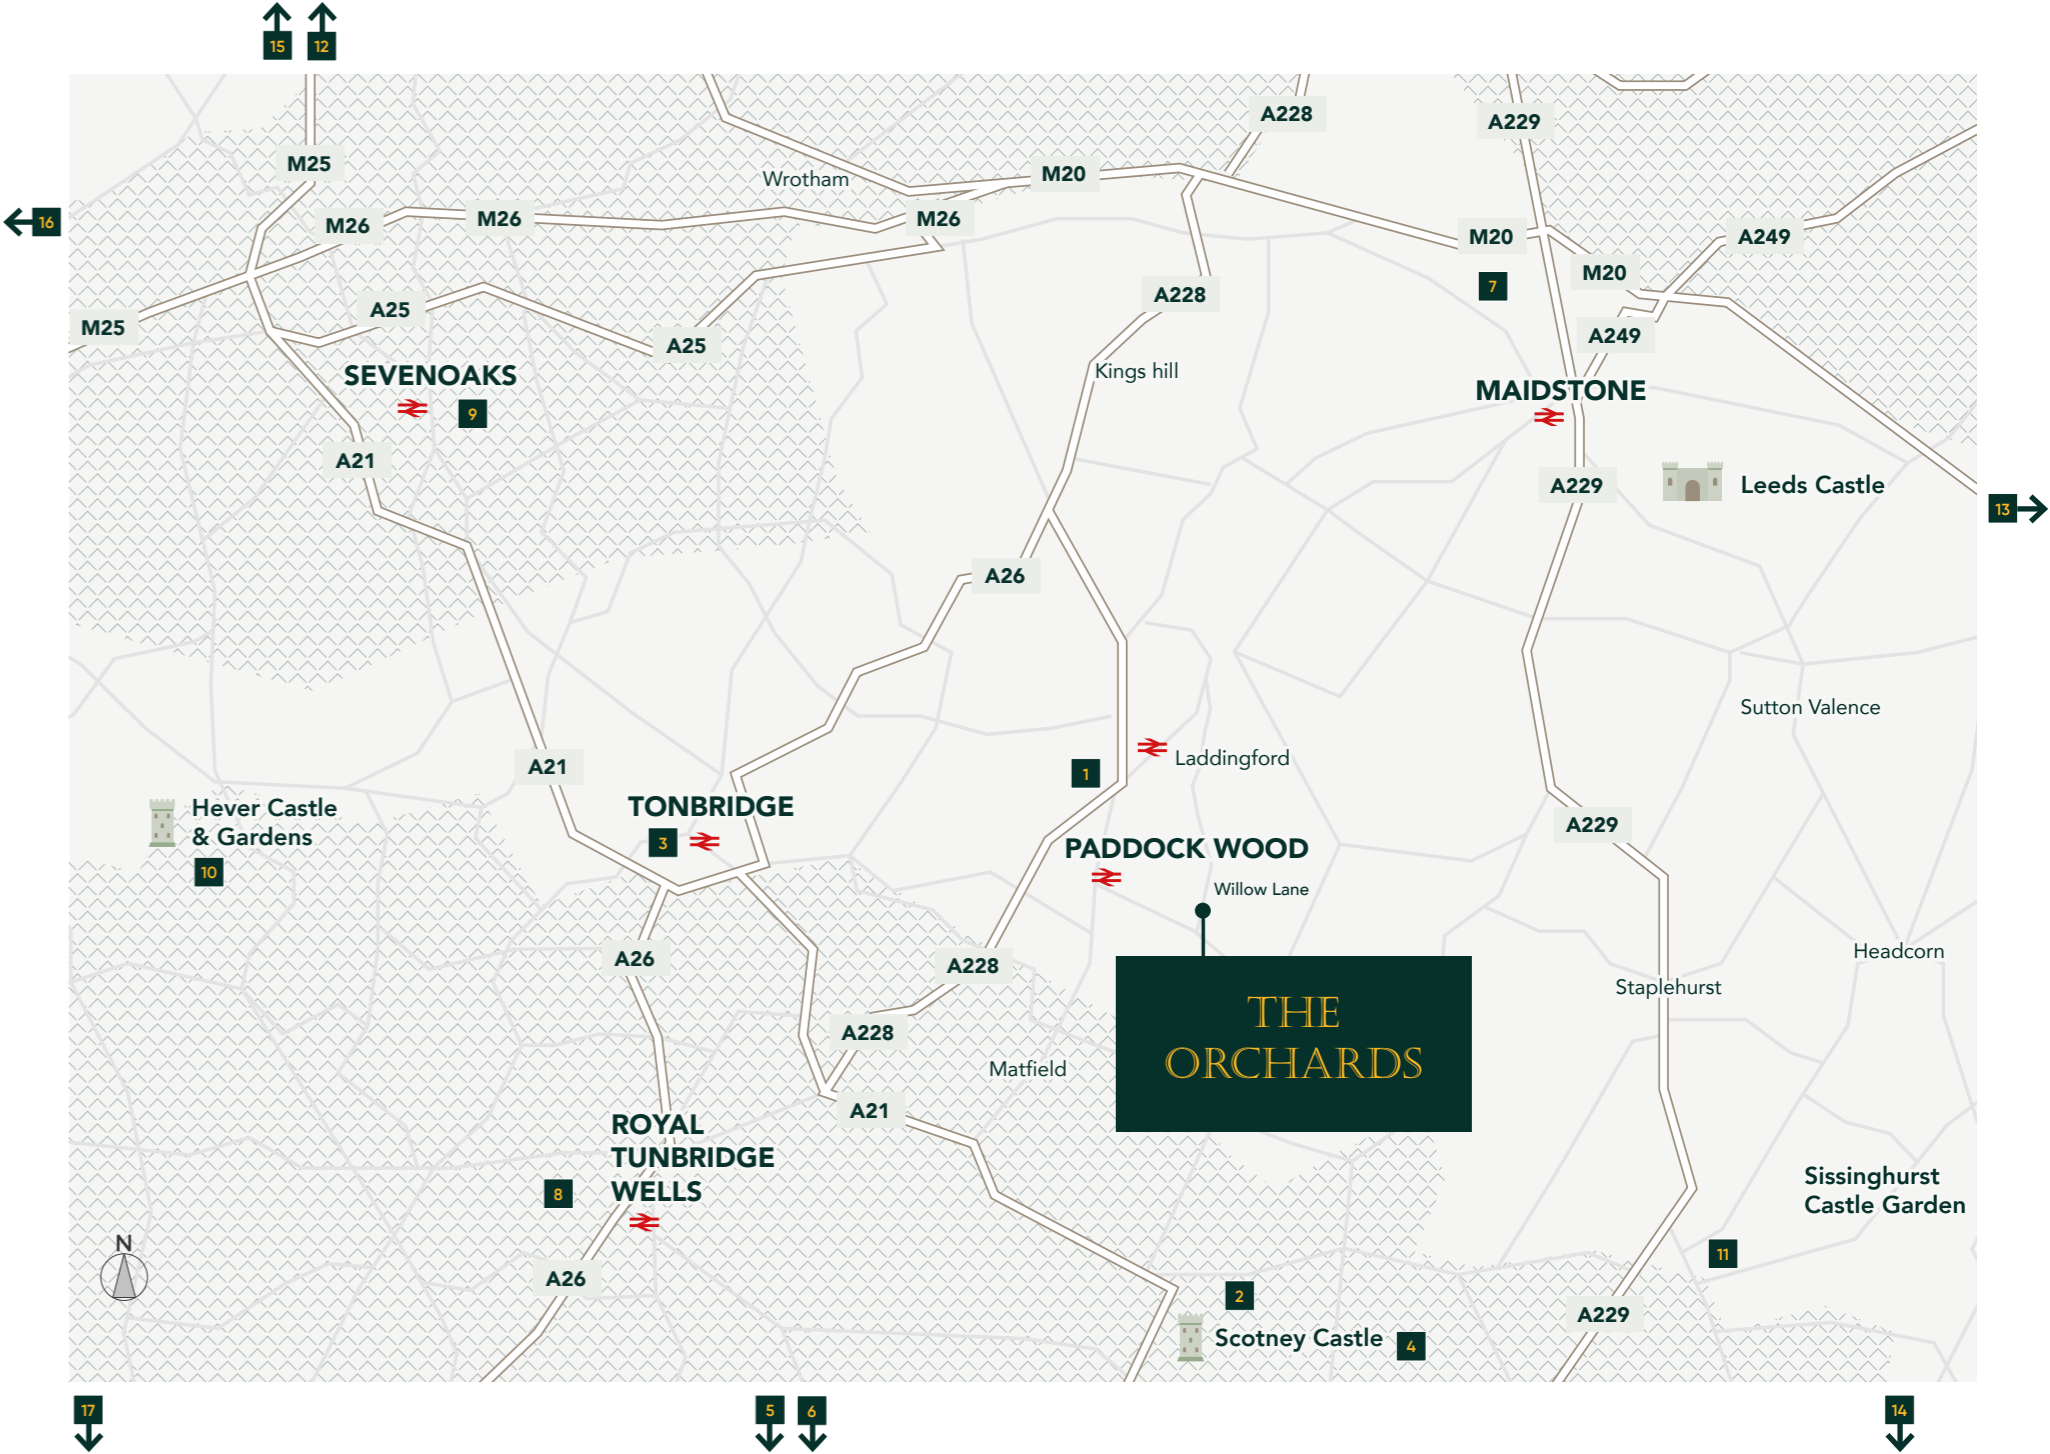 15
12
A228
A229
M25
M20
Wrotham
16
M26
M26
M26
M20
A249
M20
7
A228
A25
M25
A249
A25
Kings hill
SEVENOAKS
MAIDSTONE
9
A21
A229
Leeds Castle
13
A26
Sutton Valence
Laddingford
A21
1
TONBRIDGE
Hever Castle
& Gardens
3
A229
PADDOCK WOOD
10
Willow Lane
A26
A228
Headcorn
Staplehurst
THE
ORCHARDS
A228
Matfield
A21
ROYAL
TUNBRIDGE
WELLS
8
Sissinghurst
Castle Garden
N
11
A26
2
A229
Scotney Castle
4
17
5
6
14